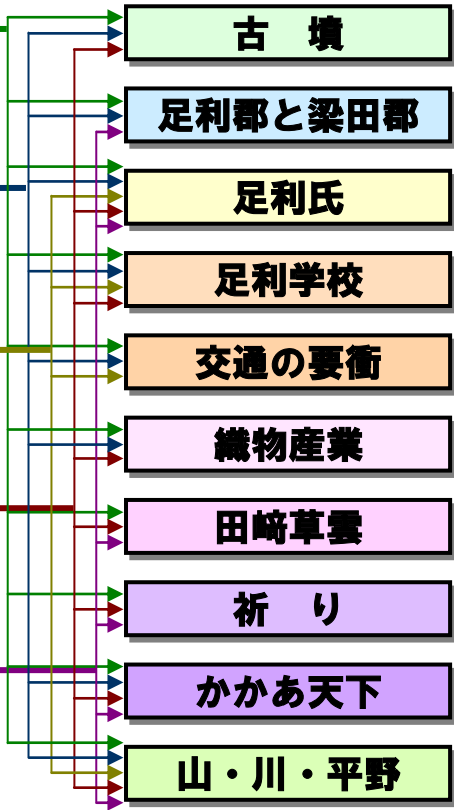 古　墳
足利郡と梁田郡
足利氏
足利学校
交通の要衝
織物産業
田﨑草雲
祈　り
かかあ天下
山・川・平野